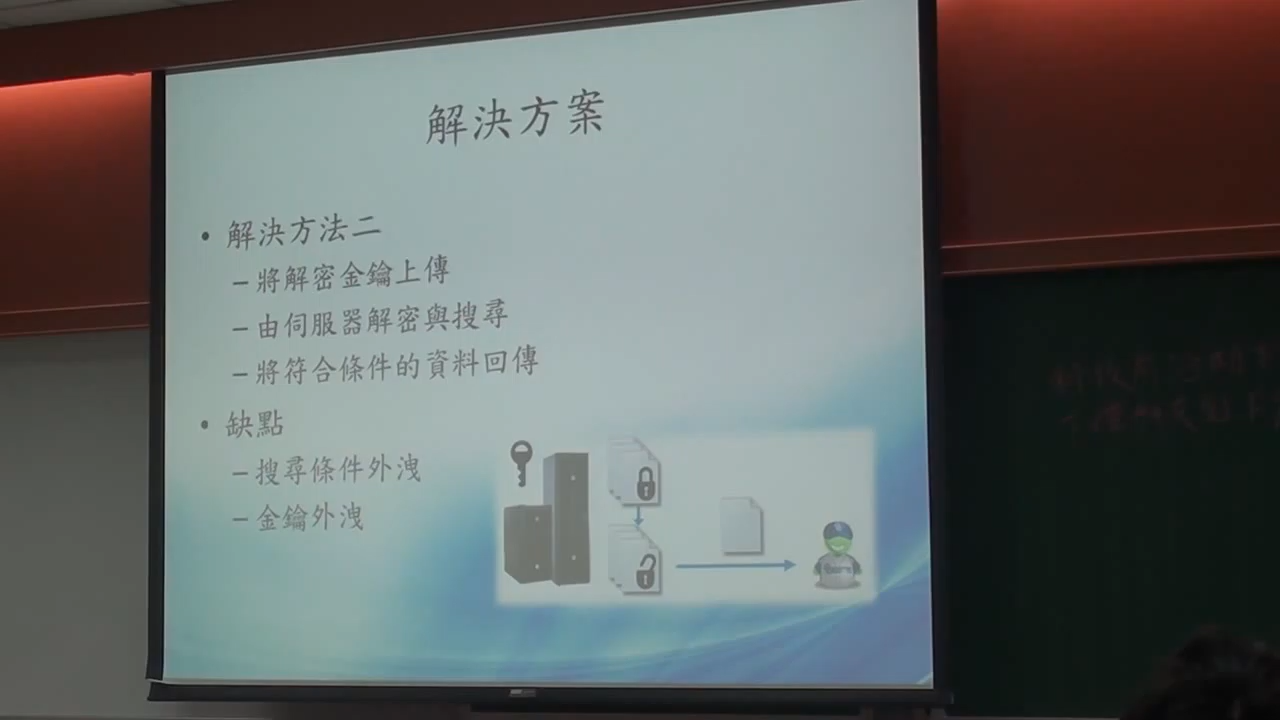 解決方案
• 解決方法二
– 將解密金鑰上傳
– 由伺服器解密與搜尋
– 將符合條件的資料回傳
• 缺點
– 搜尋條件外洩
– 金鑰外洩